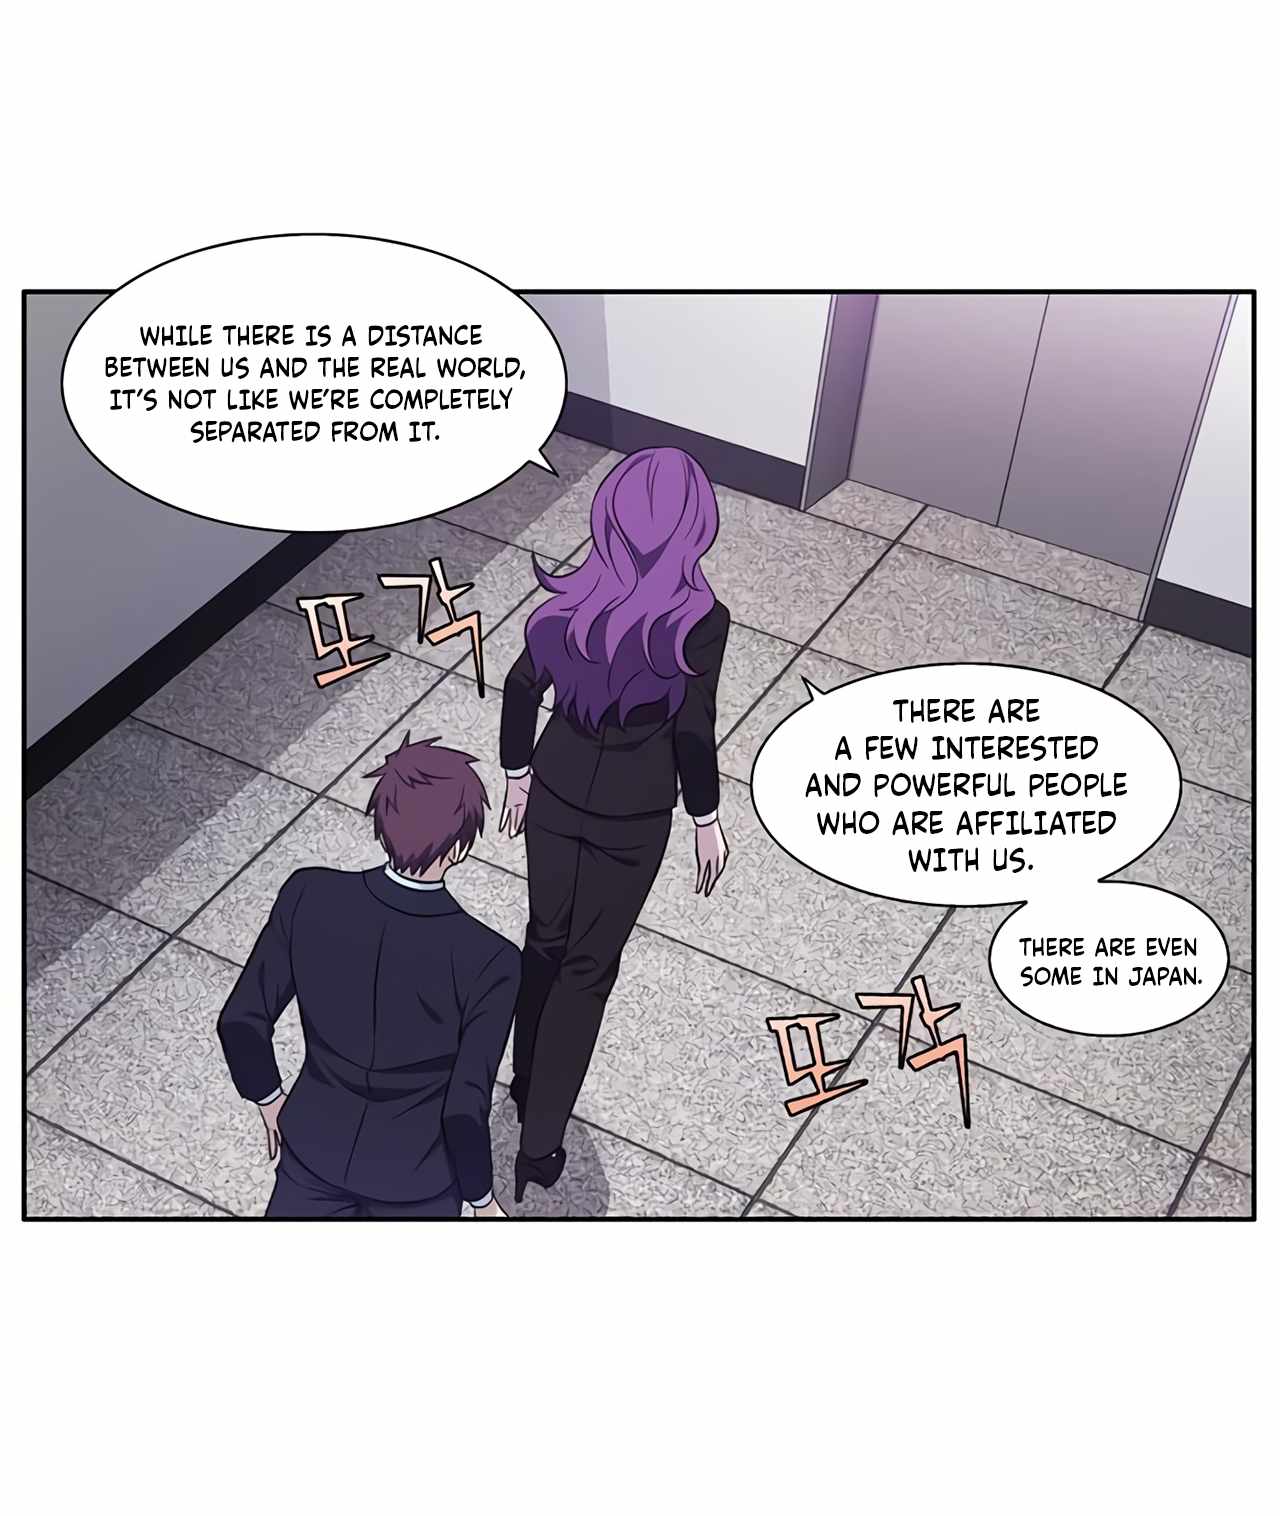 WHILE THERE IS A DISTANCE
BETWEEN US AND THE REAL WORLD,
IT'S NOT LIKE WE'RE COMPLETELY
SEPARATED FROM IT.
또각
THERE ARE
A FEW INTERESTED
AND POWERFUL PEOPLE
WHO ARE AFFILIATED
WITH US.
THERE ARE EVEN
SOME IN JAPAN.
또각